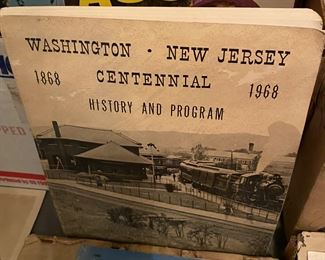 WASHINGTON · NEW JERSEY
1868 CENTENNIAL 1968
HISTORY AND PROGRAM